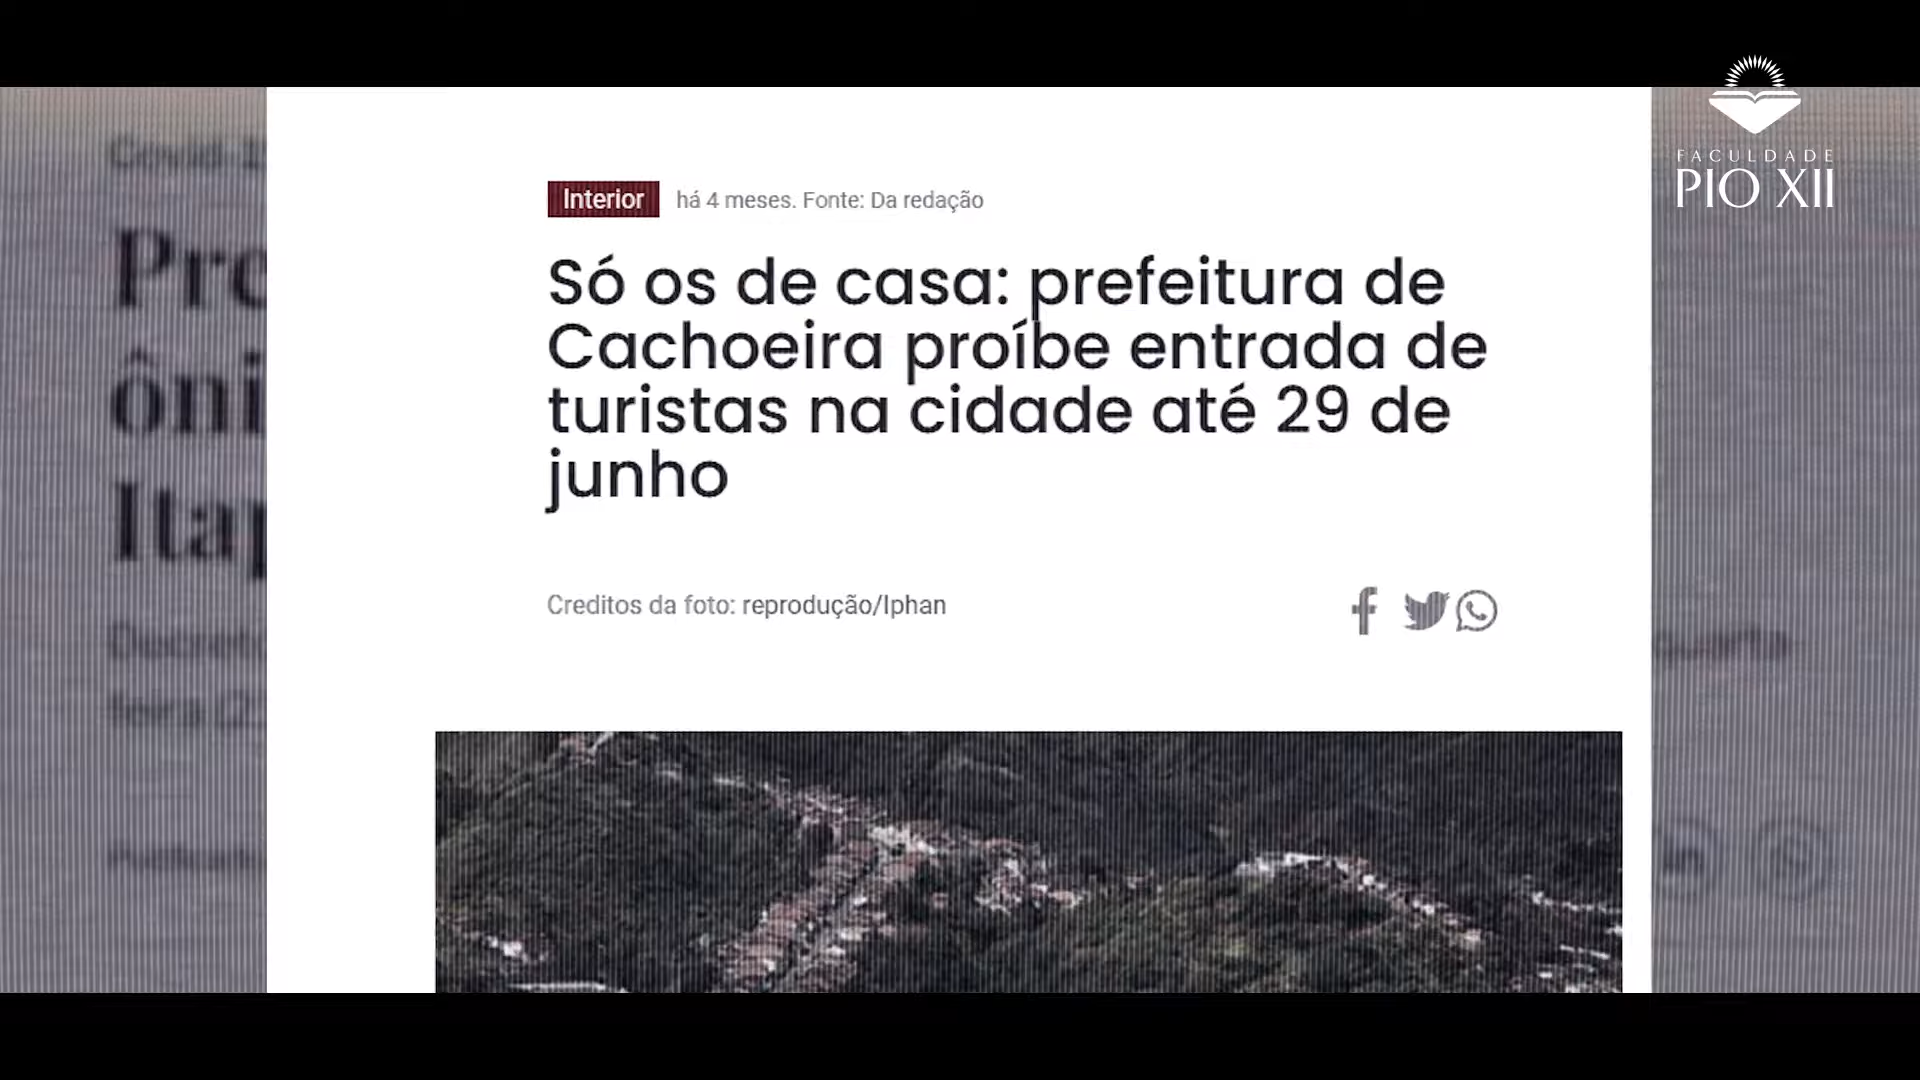 FACULDADE
PIO XII
Interior há 4 meses. Fonte: Da redação
Só os de casa: prefeitura de
Cachoeira proíbe entrada de
turistas na cidade até 29 de
junho
Creditos da foto: reprodução/Iphan